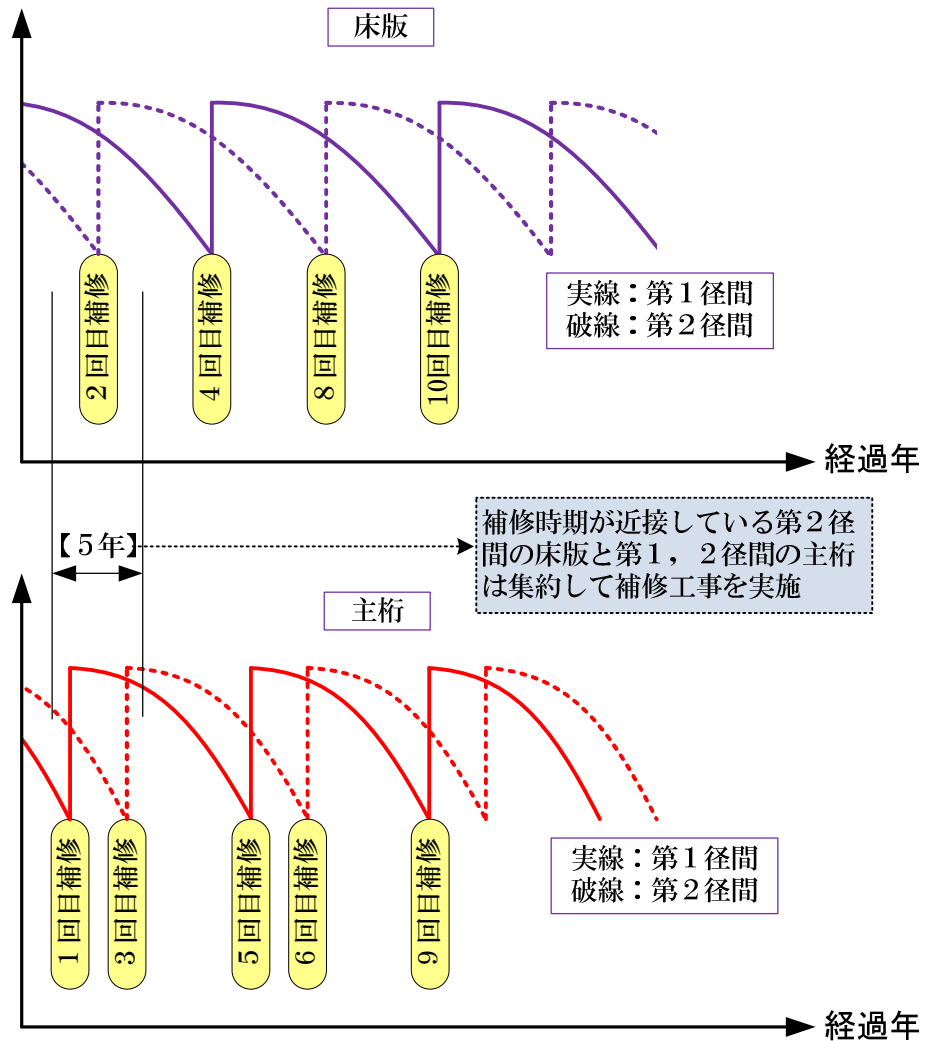 床版
2回目補修
4回目補修
8回目補修
10回目補修
実線：第１径間
破線：第２径間
経過年
【５年】
補修時期が近接している第２径
間の床版と第１，２径間の主桁
は集約して補修工事を実施
主桁
1回目補修
3回目補修
5回目補修
6回目補修
9回目補修
実線：第１径間
破線：第２径間
経過年